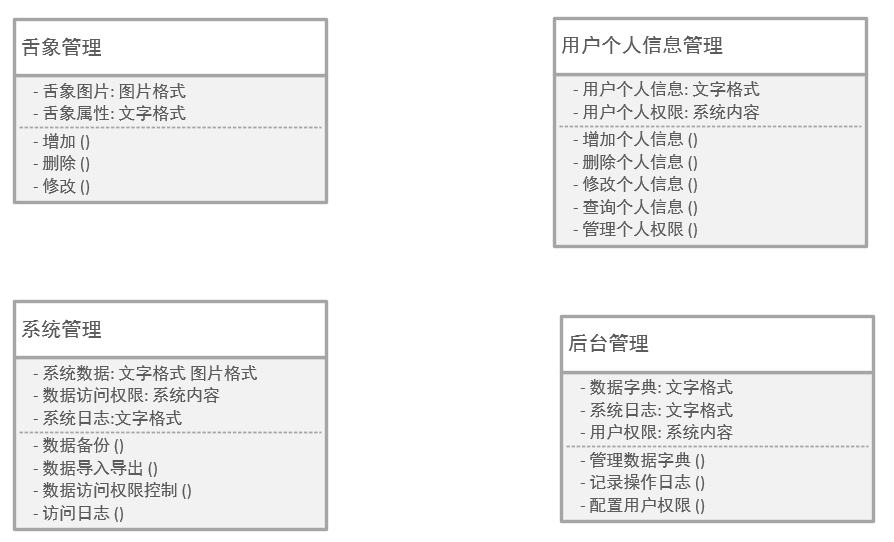 舌象管理
- 舌象图片: 图片格式
- 舌象属性: 文字格式
- 增加 ()
- 删除 ()
- 修改 ()
用户个人信息管理
- 用户个人信息: 文字格式
- 用户个人权限: 系统内容
- 增加个人信息 ()
- 删除个人信息 ()
- 修改个人信息 ()
- 查询个人信息 ()
- 管理个人权限 ()
系统管理
- 系统数据: 文字格式 图片格式
- 数据访问权限: 系统内容
- 系统日志:文字格式
- 数据备份 ()
- 数据导入导出 ()
- 数据访问权限控制 ()
- 访问日志 ()
后台管理
- 数据字典: 文字格式
- 系统日志: 文字格式
- 用户权限: 系统内容
- 管理数据字典 ()
- 记录操作日志 ()
- 配置用户权限 ()